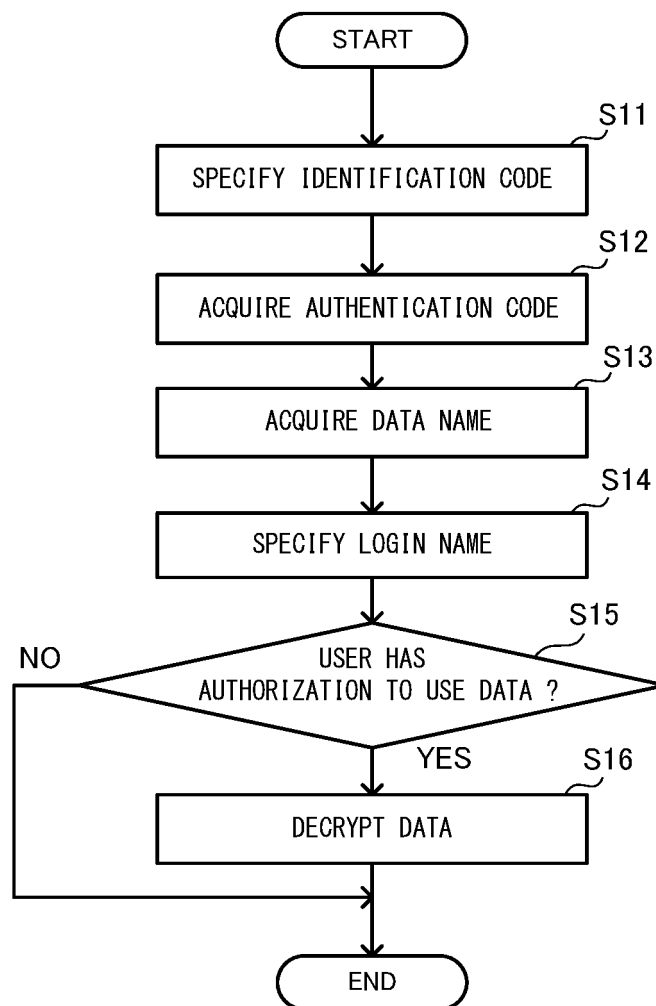 START
S11
SPECIFY IDENTIFICATION CODE
S12
ACQUIRE AUTHENTICATION CODE
S13
ACQUIRE DATA NAME
S14
SPECIFY LOGIN NAME
S15
NO
USER HAS
AUTHORIZATION TO USE DATA ?
YES
S16
DECRYPT DATA
END